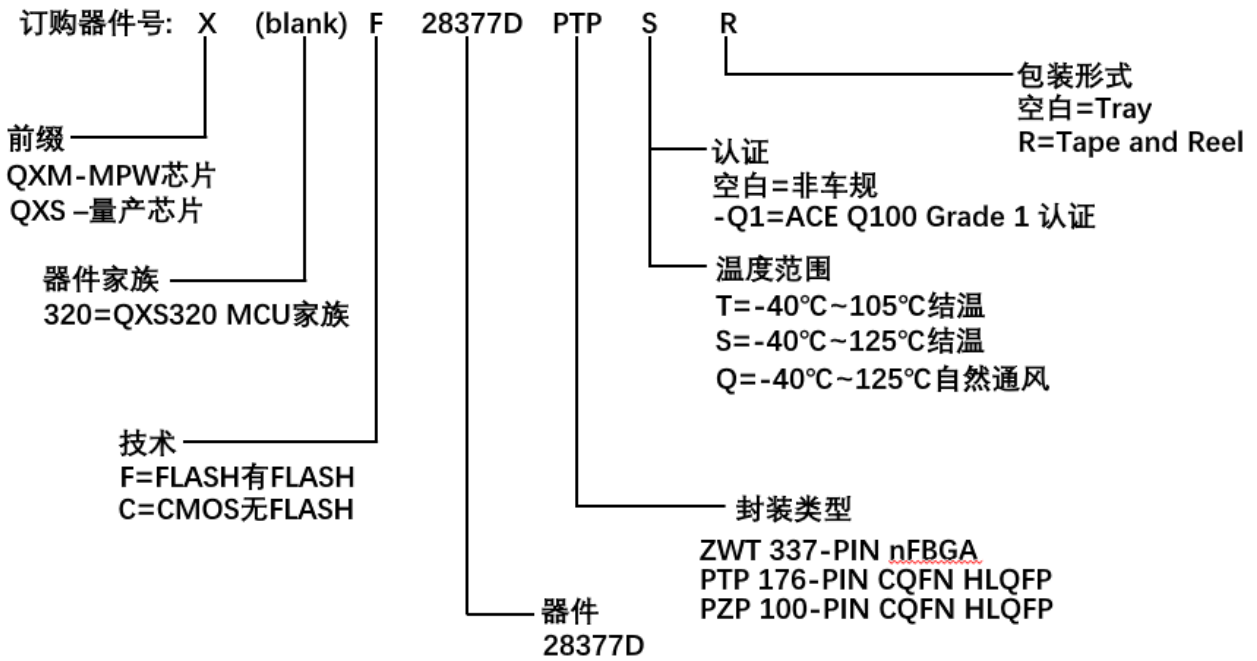 订购器件号: X (blank) F 28377D PTP S R
包装形式
空白=Tray
R=Tape and Reel
前缀
QXM-MPW芯片
QXS –量产芯片
认证
空白=非车规
-Q1=ACE Q100 Grade 1 认证
器件家族
320=QXS320 MCU家族
温度范围
T=-40℃~105℃结温
S=-40℃~125℃结温
Q=-40℃~125℃自然通风
技术
F=FLASH有FLASH
C=CMOS无FLASH
封装类型
ZWT 337-PIN nFBGA
PTP 176-PIN CQFN HLQFP
PZP 100-PIN CQFN HLQFP
器件
28377D